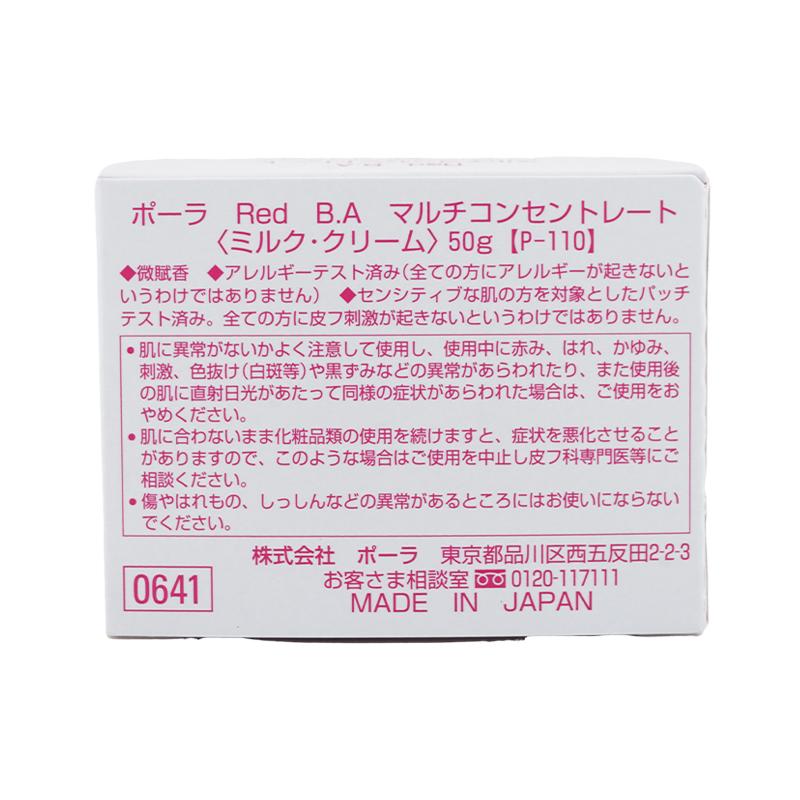 ポーラ Red B.A マルチコンセントレート
〈ミルク・クリーム〉50g【P-110】
◆微賦香 ◆アレルギーテスト済み(全ての方にアレルギーが起きないと
いうわけではありません) ◆センシティブな肌の方を対象としたパッチ
テスト済み。全ての方に皮フ刺激が起きないというわけではありません。
●肌に異常がないかよく注意して使用し、使用中に赤み、はれ、かゆみ、
刺激、色抜け(白斑等)や黒ずみなどの異常があらわれたり、また使用後
の肌に直射日光があたって同様の症状があらわれた場合は、ご使用をお
やめください。
●肌に合わないまま化粧品類の使用を続けますと、症状を悪化させること
がありますので、このような場合はご使用を中止し皮フ科専門医等にご
相談ください。
●傷やはれもの、しっしんなどの異常があるところにはお使いにならない
でください。
株式会社 ポーラ 東京都品川区西五反田2-2-3
お客さま相談室 0120-117111
0641
MADE IN JAPAN